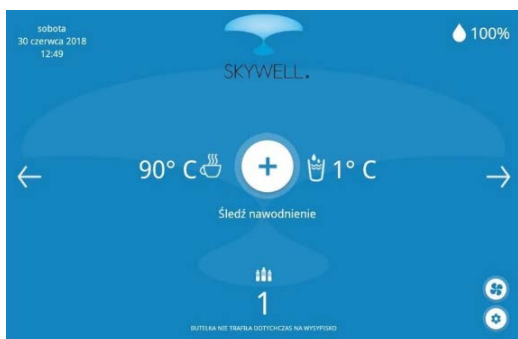 sobota
30 czerwca 2018
12:49
100%
SKYWELL.
90° C
1° C
Śledź nawodnienie
1
BUTELKA NIE TRAFIŁA DOTYCHCZAS NA WYSYPISKO